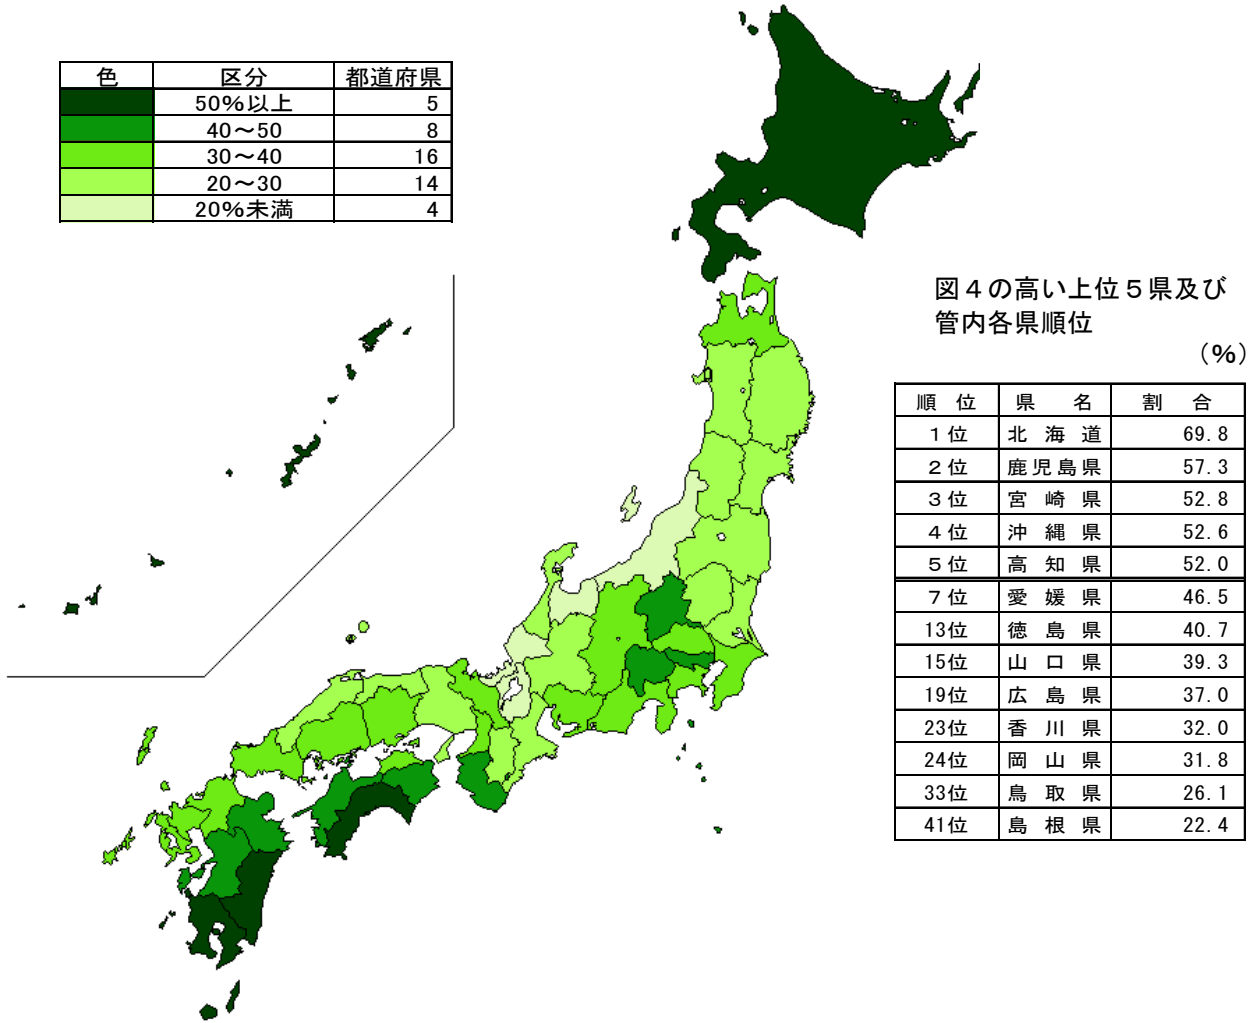 色 区分 都道府県
50%以上 5
40~50 8
30~40 16
20~30 14
20%未満 4
図4の高い上位5県及び
管内各県順位
(%)
順位 県名 割合
1位 北海道 69.8
2位 鹿児島県 57.3
3位 宮崎県 52.8
4位 沖縄県 52.6
5位 高知県 52.0
7位 愛媛県 46.5
13位 徳島県 40.7
15位 山口県 39.3
19位 広島県 37.0
23位 香川県 32.0
24位 岡山県 31.8
33位 鳥取県 26.1
41位 島根県 22.4